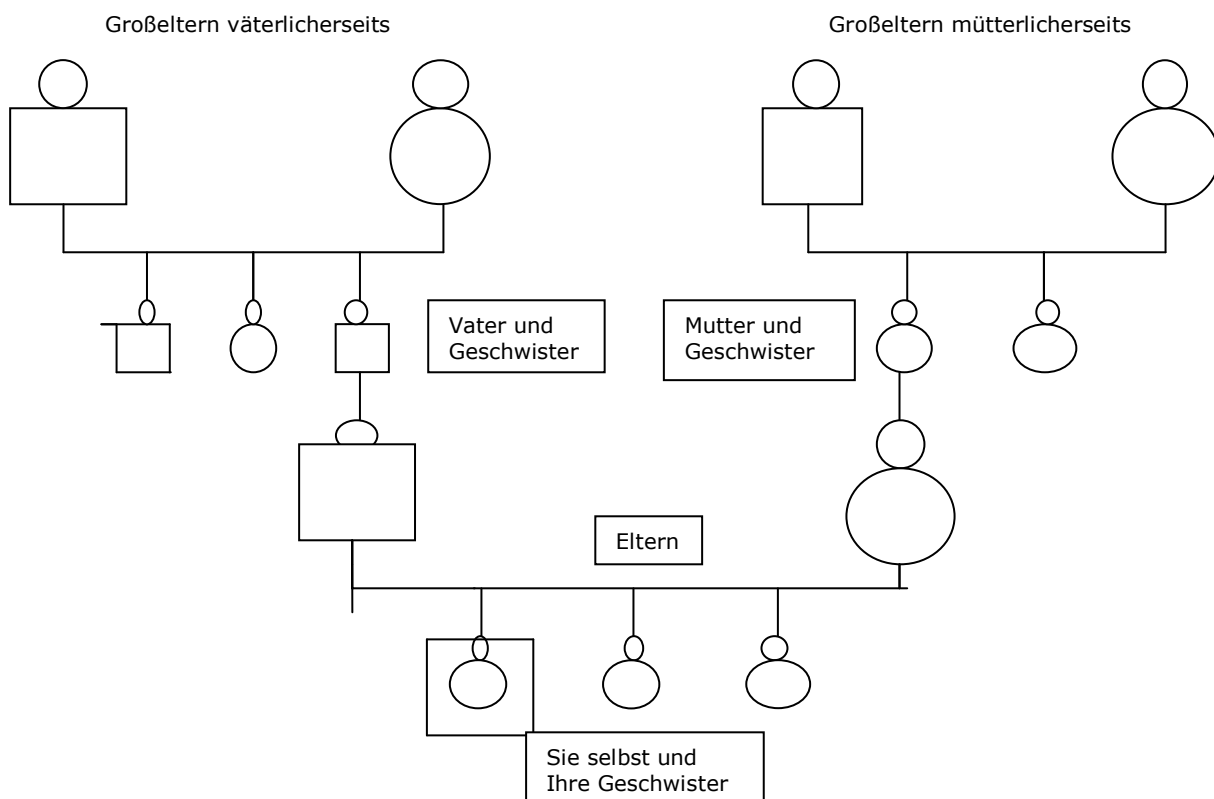 Großeltern väterlicherseits
Großeltern mütterlicherseits
Vater und
Geschwister
Mutter und
Geschwister
Eltern
Sie selbst und
Ihre Geschwister